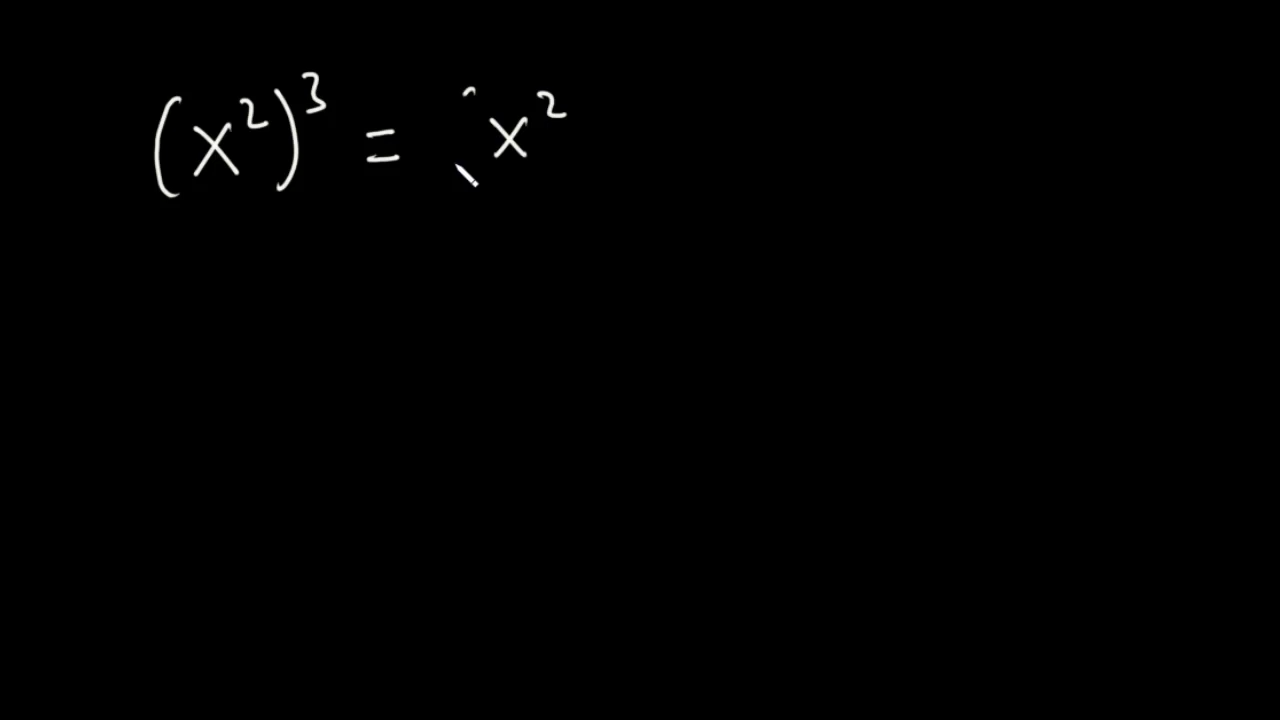 (x²)³ = x²